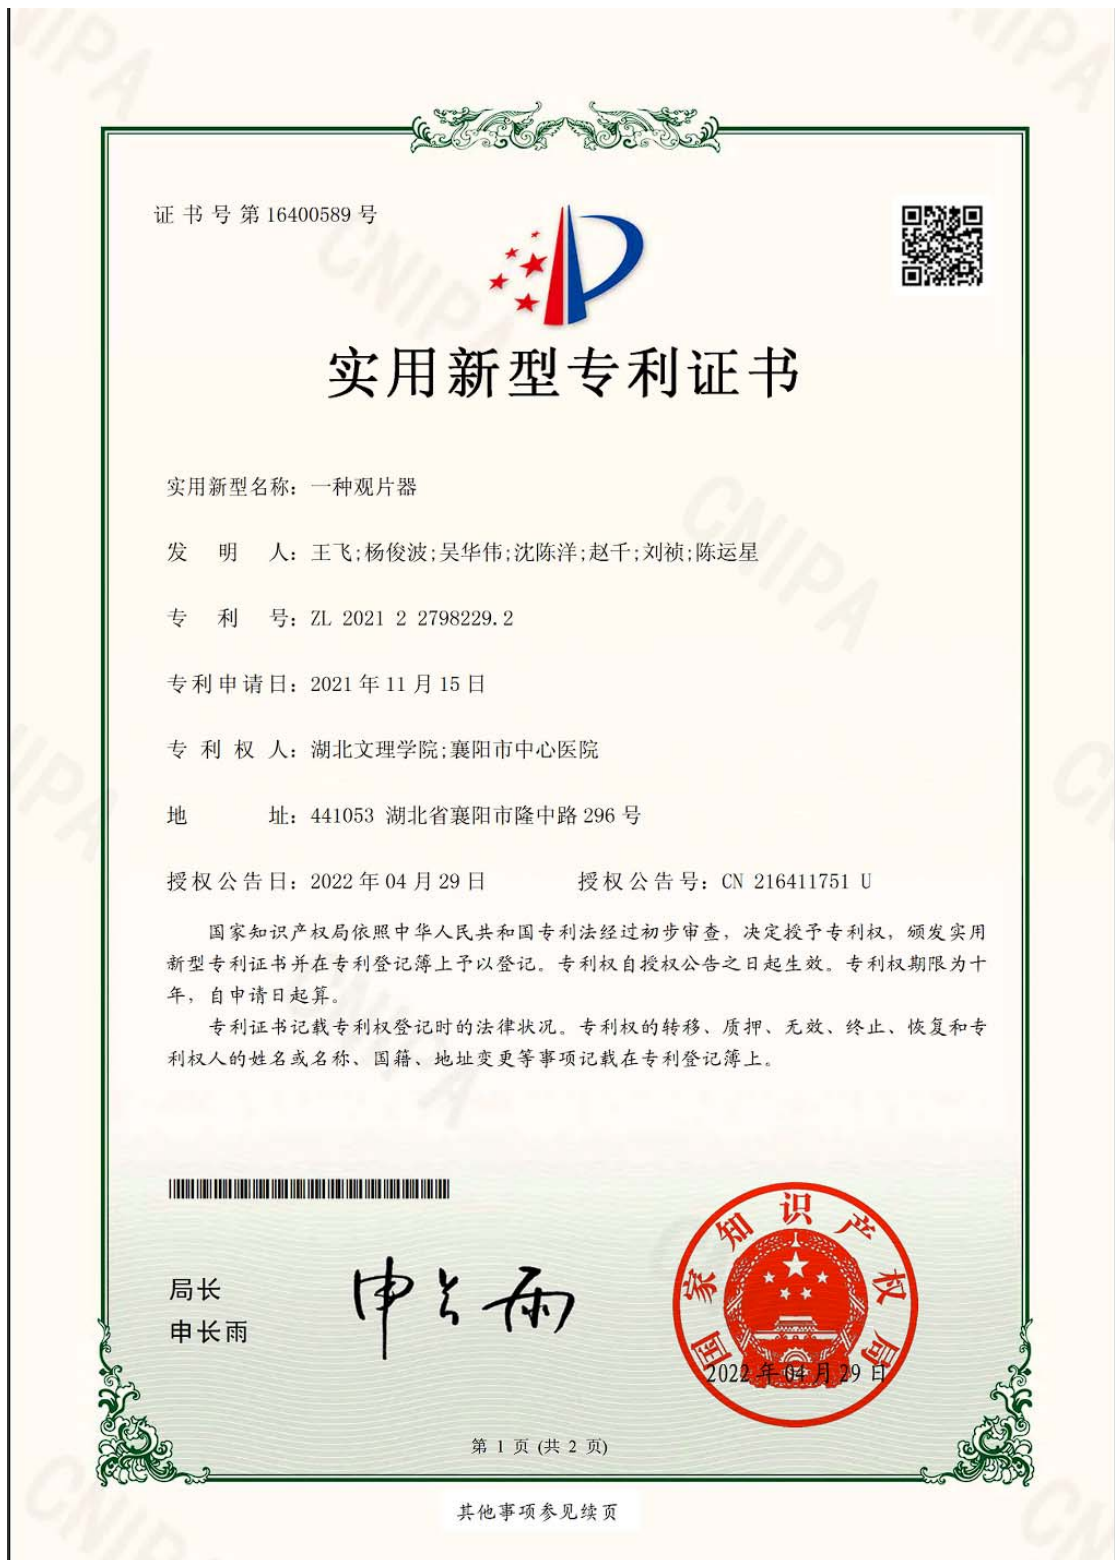 证书号第16400589号
实用新型专利证书
实用新型名称：一种观片器
发明人：王飞;杨俊波;吴华伟;沈陈洋;赵千;刘祯;陈运星
专利号：ZL 2021 2 2798229.2
专利申请日：2021年11月15日
专利权人：湖北文理学院;襄阳市中心医院
地址：441053 湖北省襄阳市隆中路296号
授权公告日：2022年04月29日 授权公告号：CN 216411751 U
国家知识产权局依照中华人民共和国专利法经过初步审查，决定授予专利权，颁发实用
新型专利证书并在专利登记簿上予以登记。专利权自授权公告之日起生效。专利权期限为十
年，自申请日起算。
专利证书记载专利权登记时的法律状况。专利权的转移、质押、无效、终止、恢复和专
利权人的姓名或名称、国籍、地址变更等事项记载在专利登记簿上。
局长
申长雨
申长雨
国家知识产权局
2022年04月29日
第 1 页 (共 2 页)
其他事项参见续页
CNIPA
CNIPA
CNIPA
CNIPA